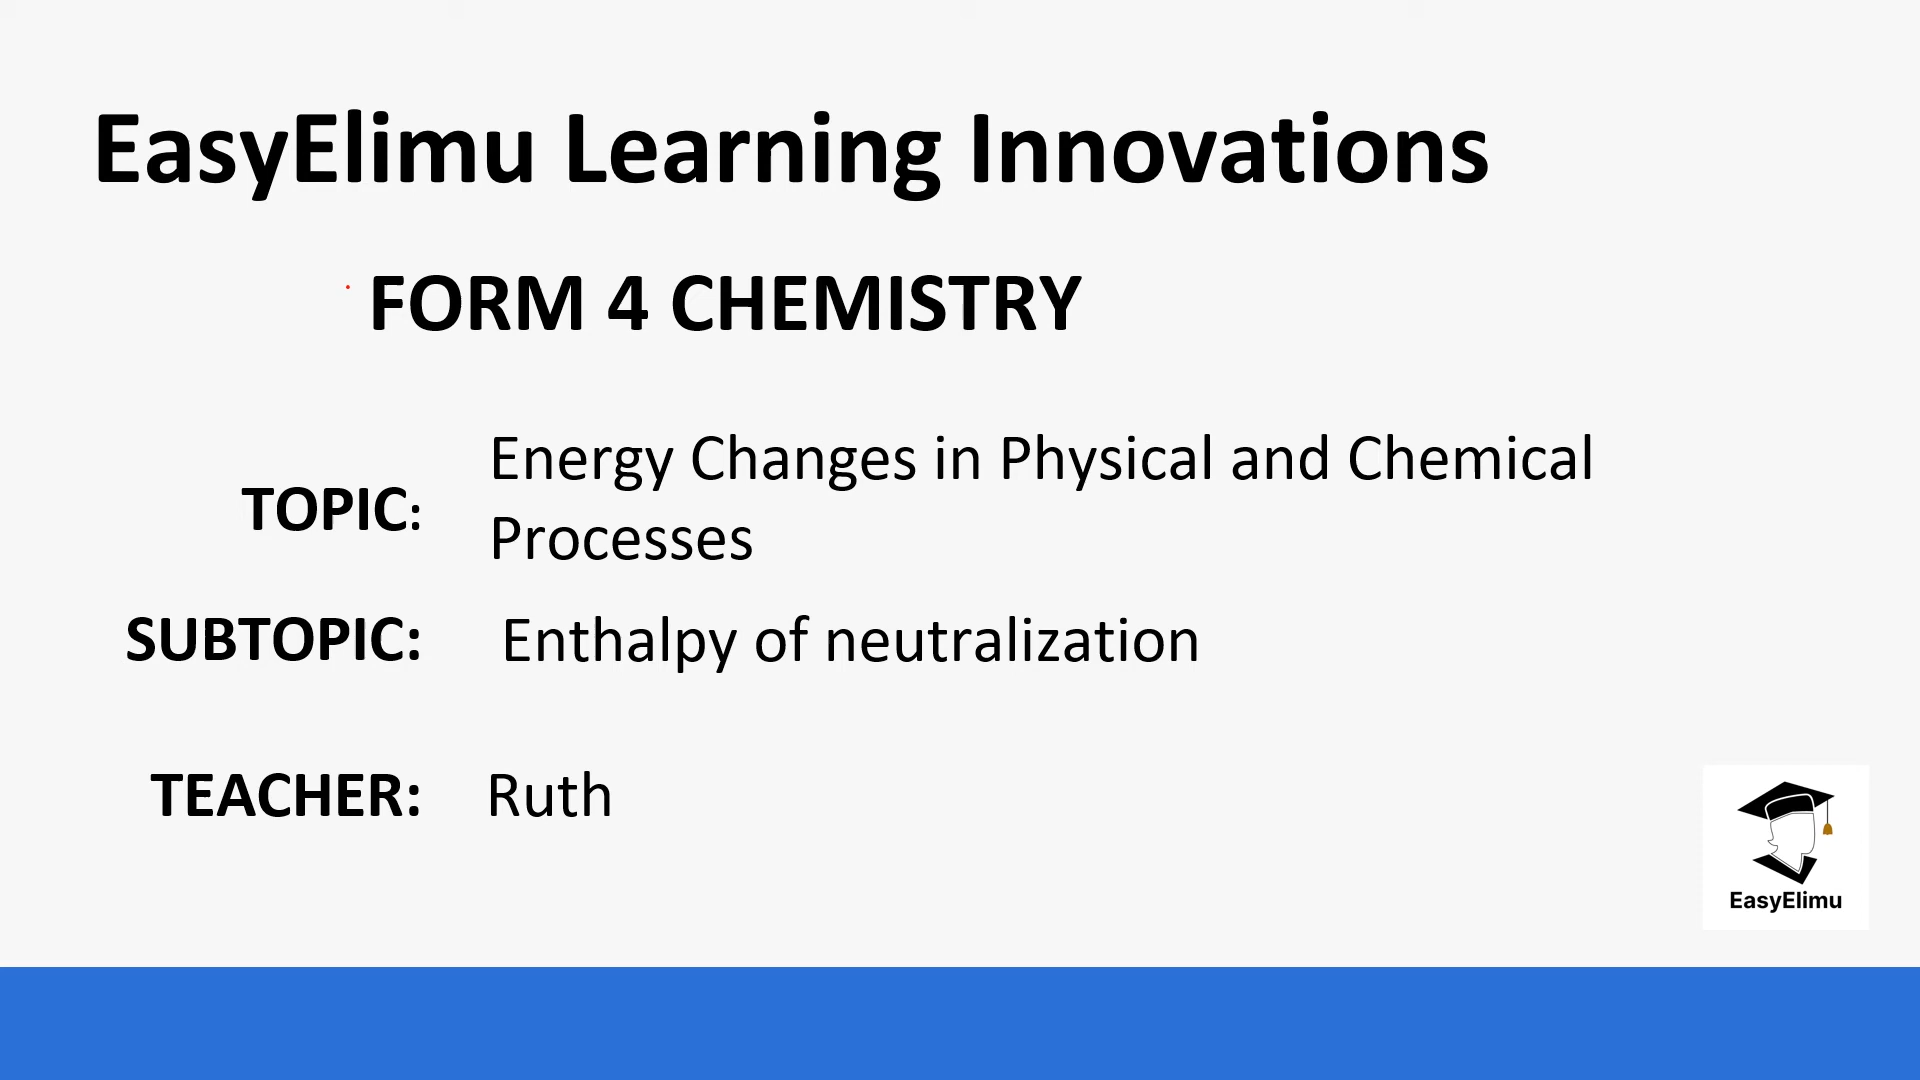 EasyElimu Learning Innovations
FORM 4 CHEMISTRY
TOPIC:
Energy Changes in Physical and Chemical
Processes
SUBTOPIC: Enthalpy of neutralization
TEACHER: Ruth
EasyElimu